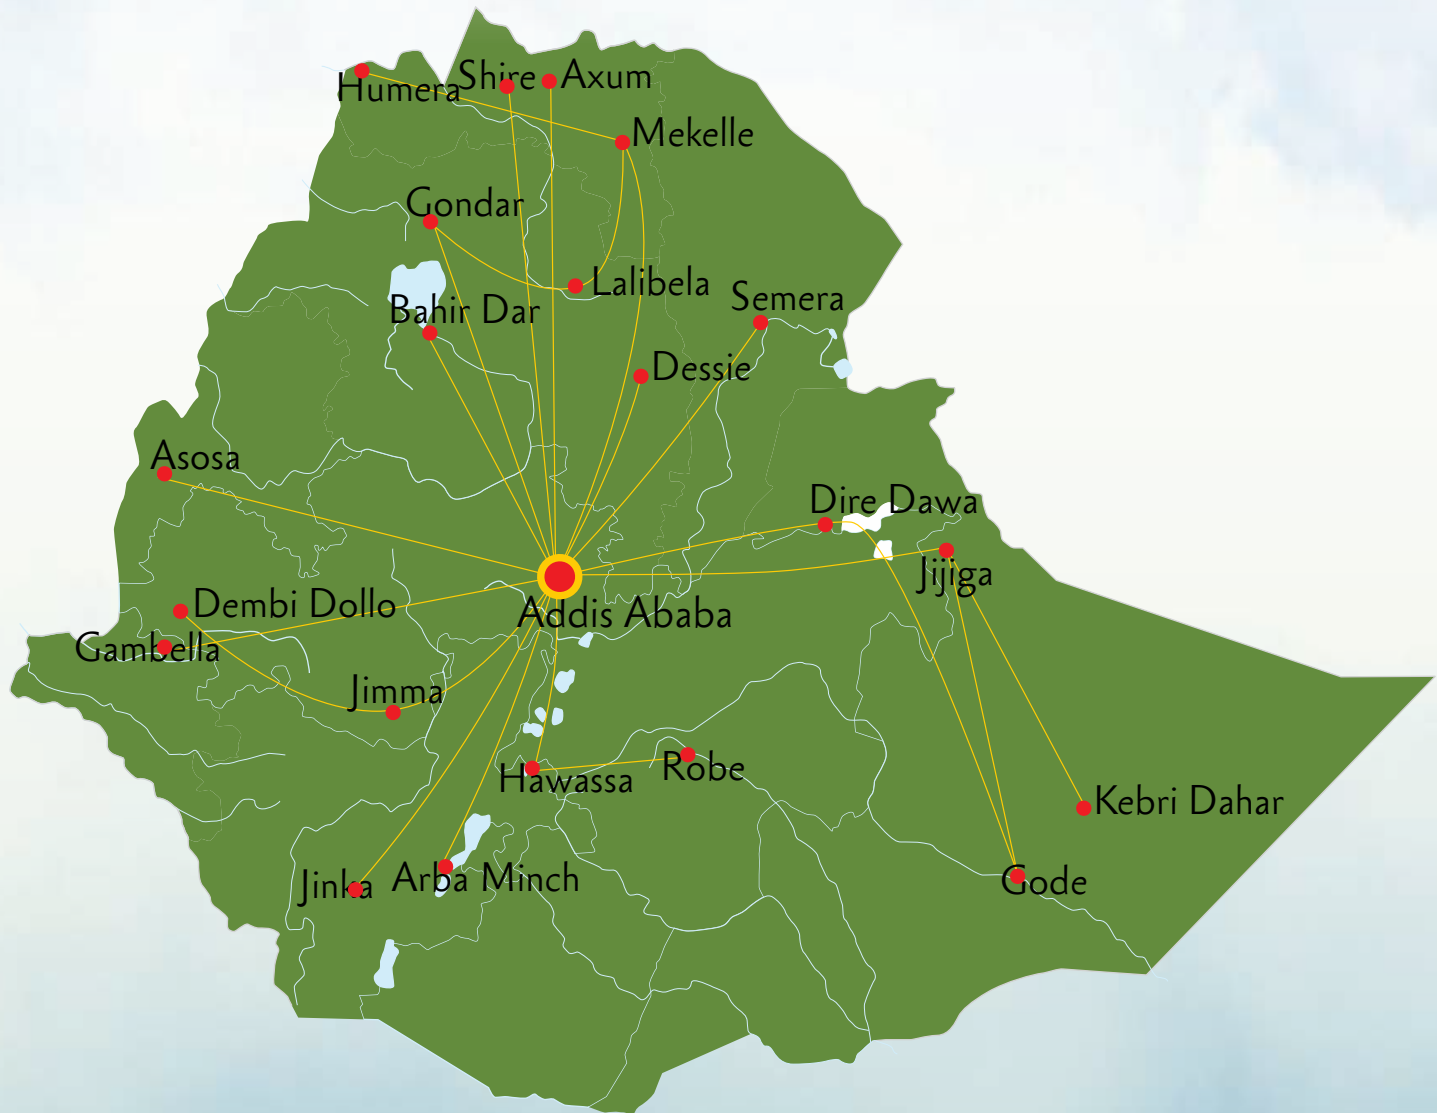 Humera
Shire
Axum
Mekelle
Gondar
Lalibela
Semera
Bahir Dar
Dessie
Asosa
Dire Dawa
Jijiga
Dembi Dollo
Addis Ababa
Gambella
Jimma
Hawassa
Robe
Kebri Dahar
Jinka
Arba Minch
Gode